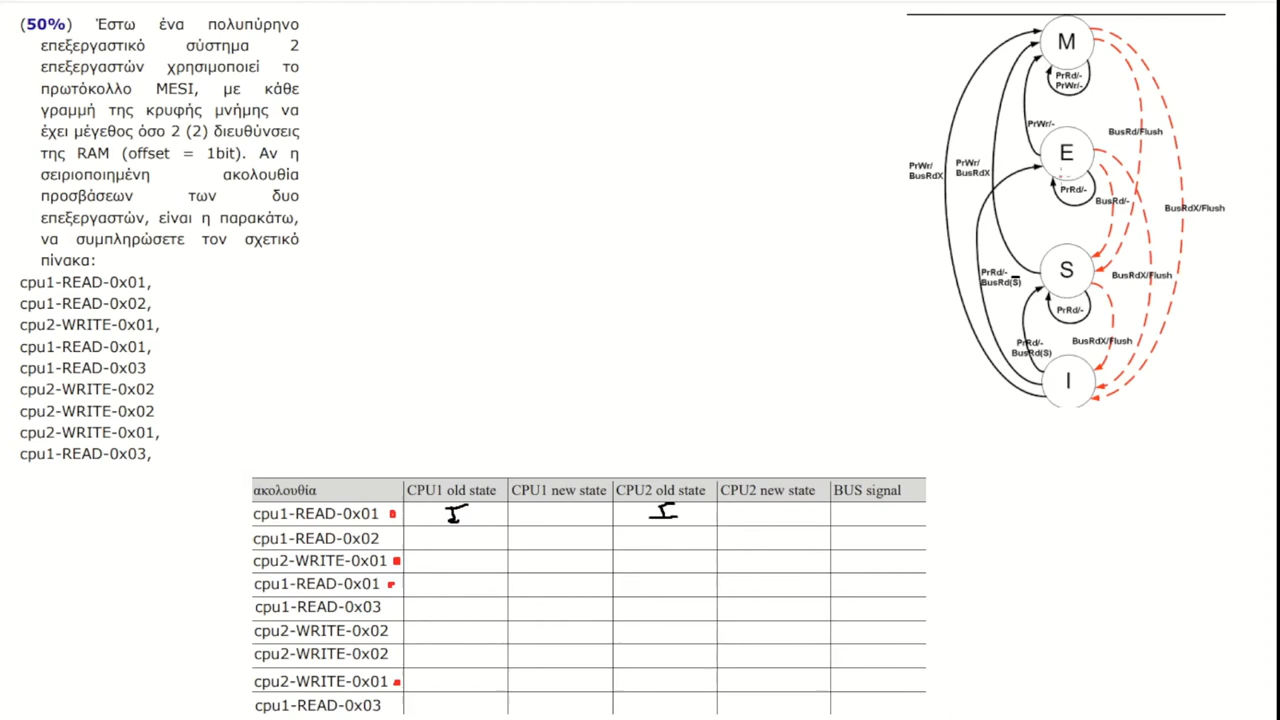 (50%) Έστω ένα πολυπύρηνο
επεξεργαστικό σύστημα 2
επεξεργαστών χρησιμοποιεί το
πρωτόκολλο MESI, με κάθε
γραμμή της κρυφής μνήμης να
έχει μέγεθος όσο 2 (2) διευθύνσεις
της RAM (offset = 1bit). Αν η
σειριοποιημένη ακολουθία
προσβάσεων των δυο
επεξεργαστών, είναι η παρακάτω,
να συμπληρώσετε τον σχετικό
πίνακα:
cpu1-READ-0x01,
cpu1-READ-0x02,
cpu2-WRITE-0x01,
cpu1-READ-0x01,
cpu1-READ-0x03
cpu2-WRITE-0x02
cpu2-WRITE-0x02
cpu2-WRITE-0x01,
cpu1-READ-0x03,
M
PrRd/-
PrWr/-
PrWr/-
BusRd/Flush
E
PrWr/
BusRdX
PrWr/
BusRdX
PrRd/-
BusRd/-
BusRdX/Flush
S
PrRd/-
BusRd(S̅)
BusRdX/Flush
PrRd/-
PrRd/-
BusRd(S)
BusRdX/Flush
I
ακολουθία CPU1 old state CPU1 new state CPU2 old state CPU2 new state BUS signal
cpu1-READ-0x01 I I
cpu1-READ-0x02
cpu2-WRITE-0x01
cpu1-READ-0x01
cpu1-READ-0x03
cpu2-WRITE-0x02
cpu2-WRITE-0x02
cpu2-WRITE-0x01
cpu1-READ-0x03